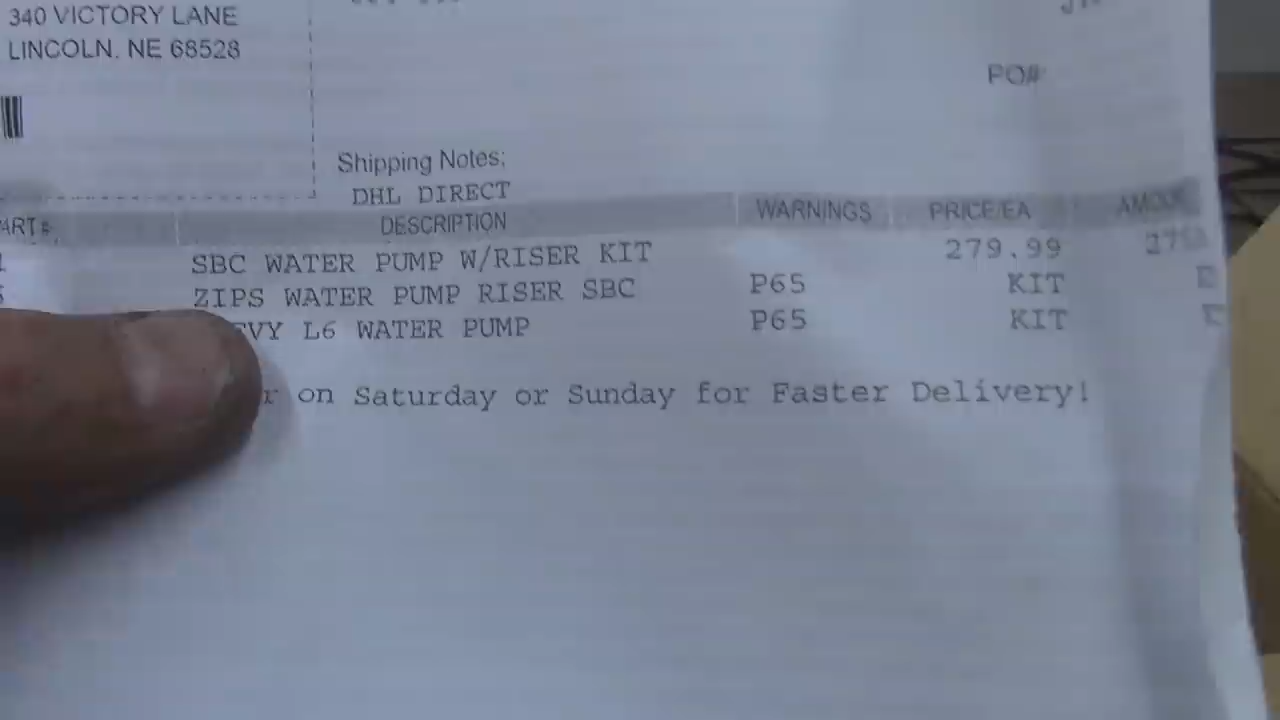 340 VICTORY LANE
LINCOLN, NE 68528
PO#:
Shipping Notes:
DHL DIRECT
DESCRIPTION WARNINGS PRICE/EA
SBC WATER PUMP W/RISER KIT 279.99
ZIPS WATER PUMP RISER SBC P65 KIT
L6 WATER PUMP P65 KIT
on Saturday or Sunday for Faster Delivery!